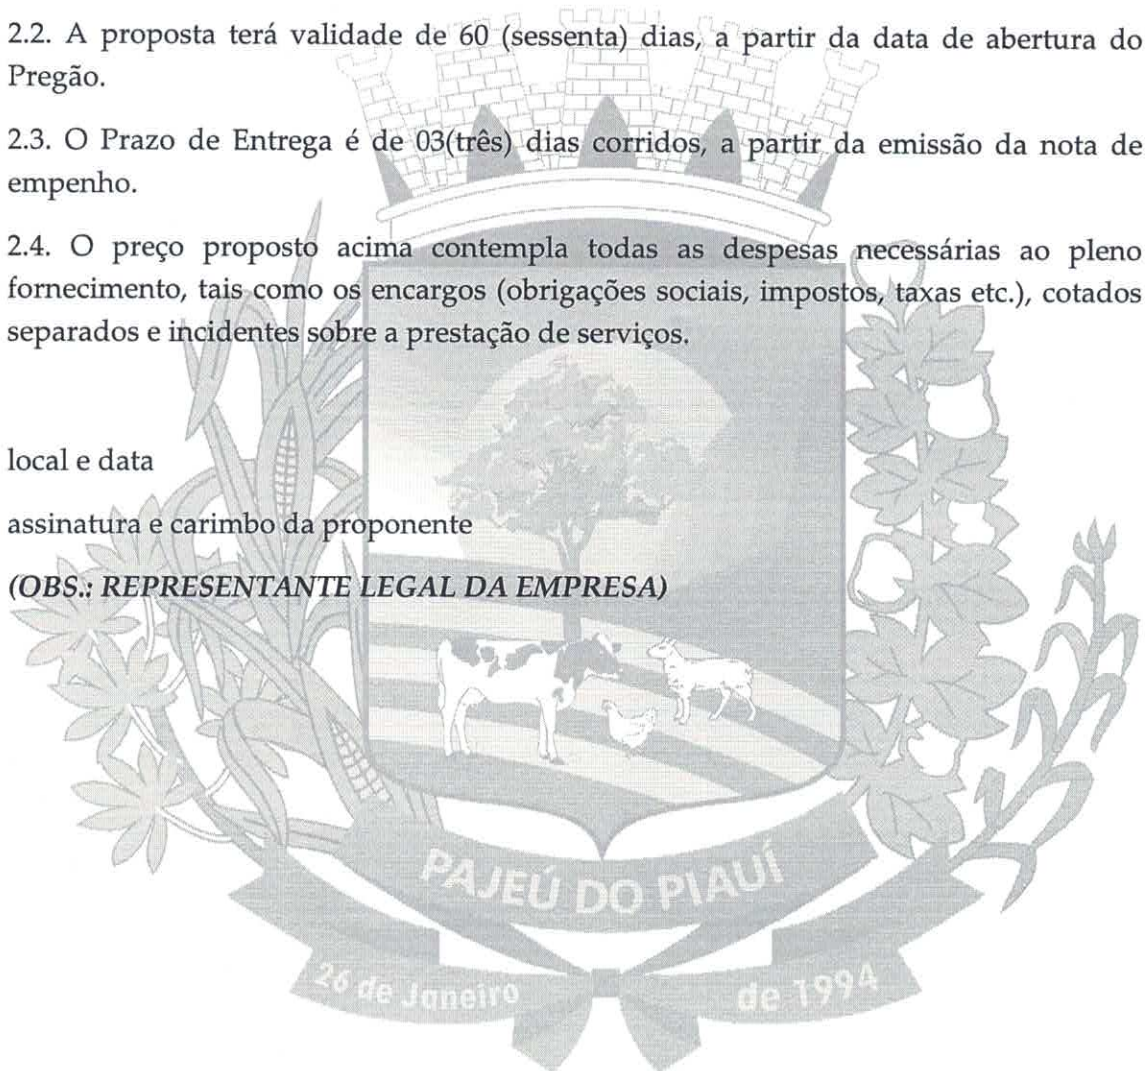 2.2. A proposta terá validade de 60 (sessenta) dias, a partir da data de abertura do
Pregão.
2.3. O Prazo de Entrega é de 03(três) dias corridos, a partir da emissão da nota de
empenho.
2.4. O preço proposto acima contempla todas as despesas necessárias ao pleno
fornecimento, tais como os encargos (obrigações sociais, impostos, taxas etc.), cotados
separados e incidentes sobre a prestação de serviços.
local e data
assinatura e carimbo da proponente
(OBS.: REPRESENTANTE LEGAL DA EMPRESA)
PAJEÚ DO PIAUÍ
26 de Janeiro de 1994